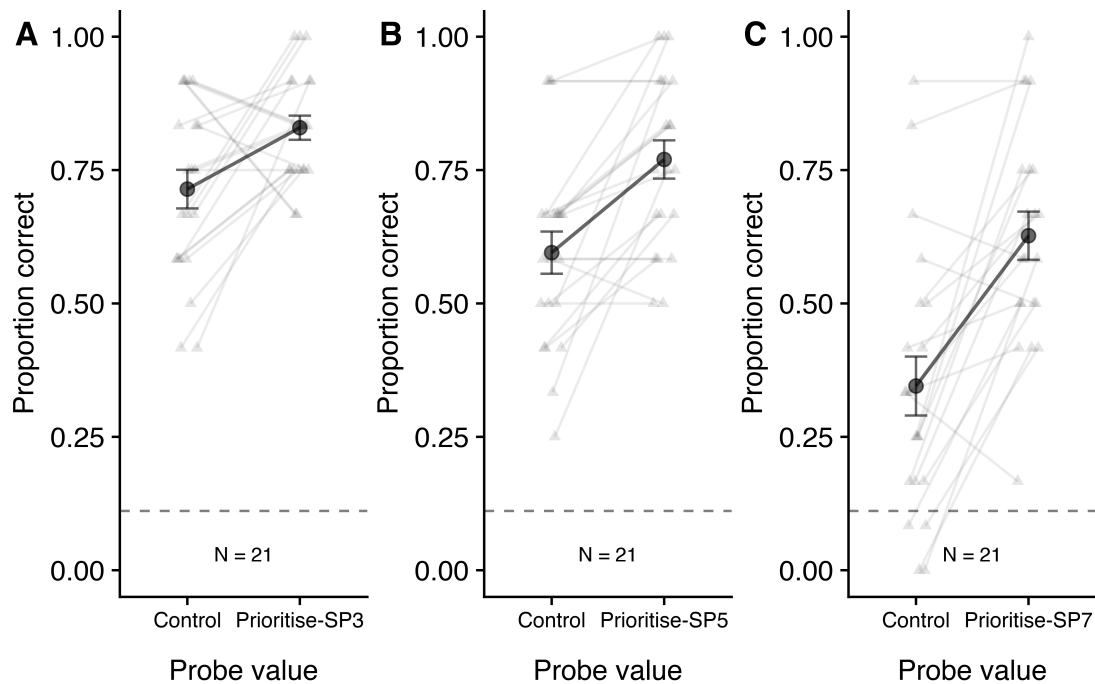 A
B
C
Proportion correct
1.00
0.75
0.50
0.25
0.00
N = 21
Control Prioritise-SP3
Probe value
Proportion correct
1.00
0.75
0.50
0.25
0.00
N = 21
Control Prioritise-SP5
Probe value
Proportion correct
1.00
0.75
0.50
0.25
0.00
N = 21
Control Prioritise-SP7
Probe value